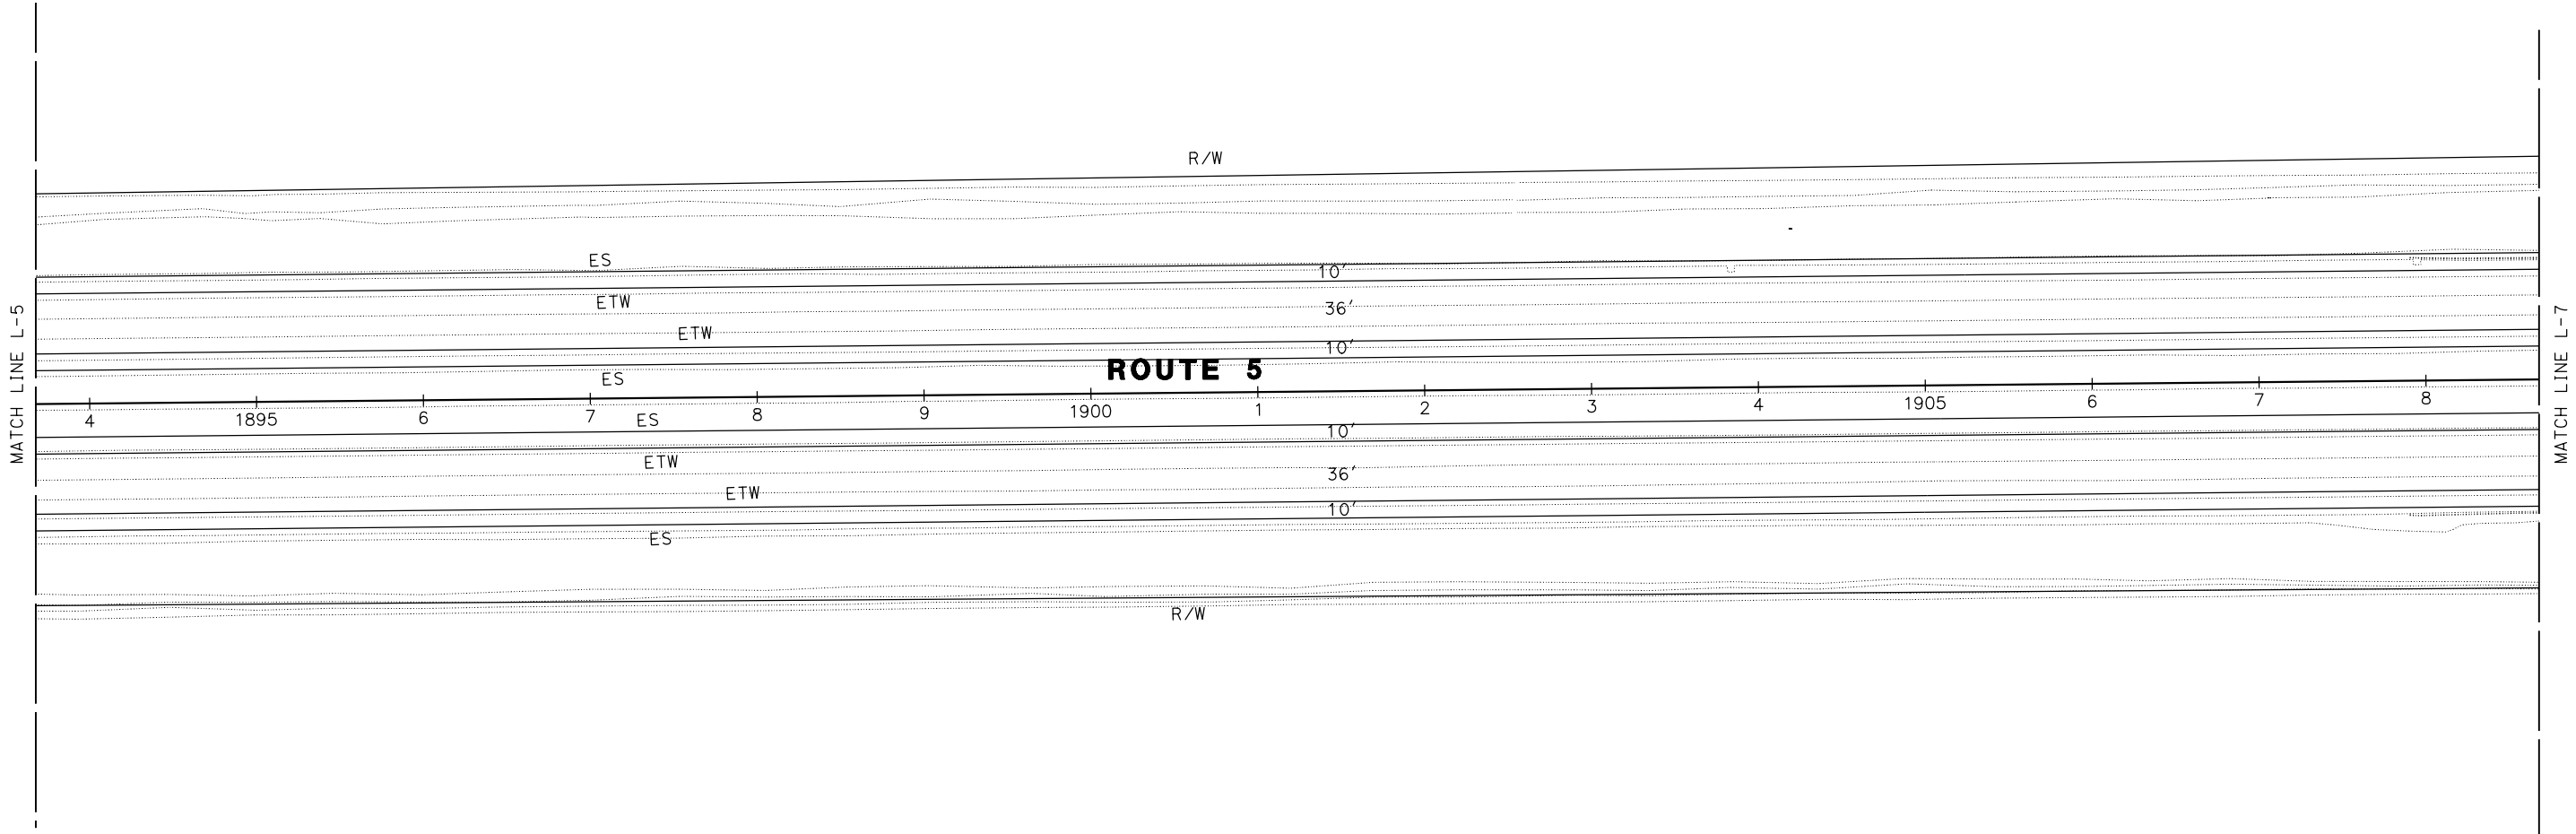 R/W
ES
10'
ETW
36'
ETW
10'
ROUTE 5
ES
4 1895 6 7 8 9 1900 1 2 3 4 1905 6 7 8
ES
10'
ETW
36'
ETW
10'
ES
R/W
MATCH LINE L-5
MATCH LINE L-7